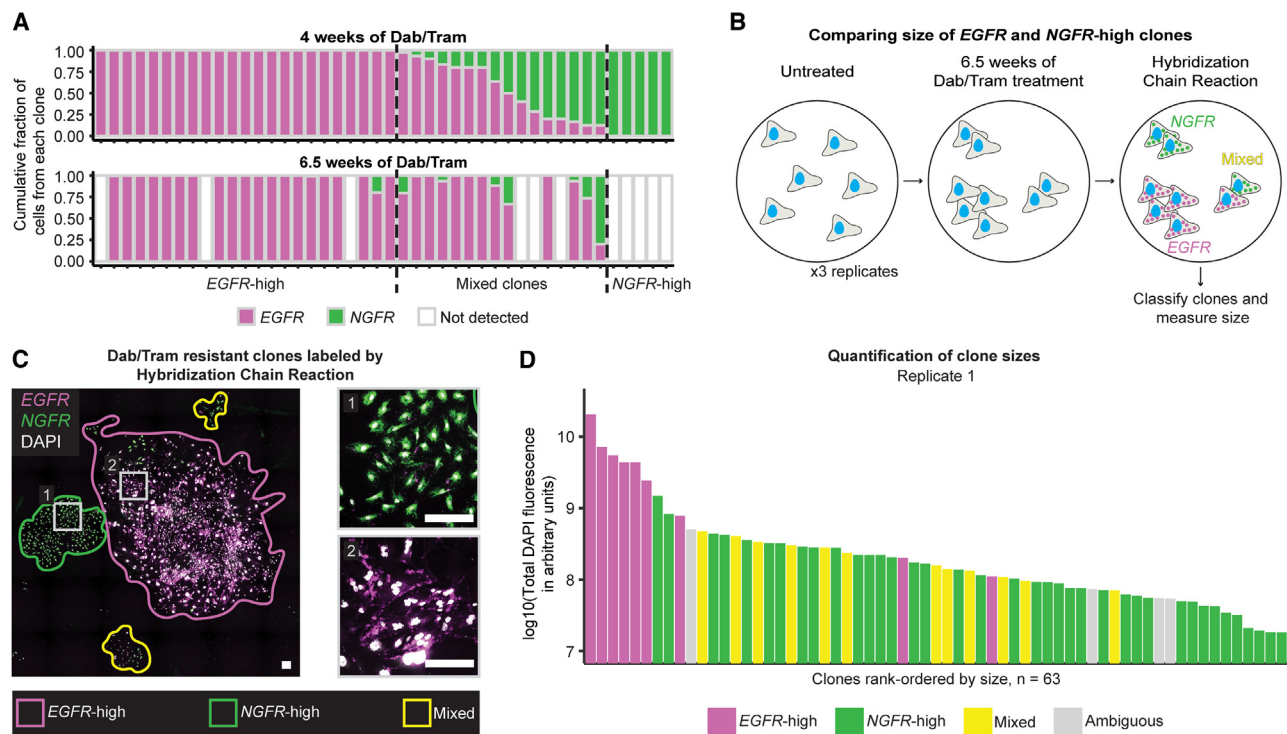 A
4 weeks of Dab/Tram
Cumulative fraction of
cells from each clone
1.00
0.75
0.50
0.25
0.00
6.5 weeks of Dab/Tram
1.00
0.75
0.50
0.25
0.00
EGFR-high
Mixed clones
NGFR-high
EGFR
NGFR
Not detected
B
Comparing size of EGFR and NGFR-high clones
Untreated
6.5 weeks of
Dab/Tram treatment
Hybridization
Chain Reaction
NGFR
Mixed
EGFR
x3 replicates
Classify clones and
measure size
C
Dab/Tram resistant clones labeled by
Hybridization Chain Reaction
EGFR
NGFR
DAPI
2
1
1
2
EGFR-high
NGFR-high
Mixed
D
Quantification of clone sizes
Replicate 1
log10(Total DAPI fluorescence
in arbitrary units)
10
9
8
7
Clones rank-ordered by size, n = 63
EGFR-high
NGFR-high
Mixed
Ambiguous